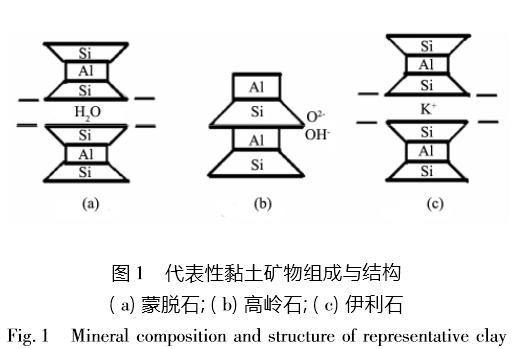 Si
Al
Si
H₂O
Si
Al
Si
(a)
Al
Si
O²⁻
OH⁻
Al
Si
(b)
Si
Al
Si
K⁺
Si
Al
Si
(c)
图1 代表性黏土矿物组成与结构
(a)蒙脱石;(b)高岭石;(c)伊利石
Fig. 1 Mineral composition and structure of representative clay